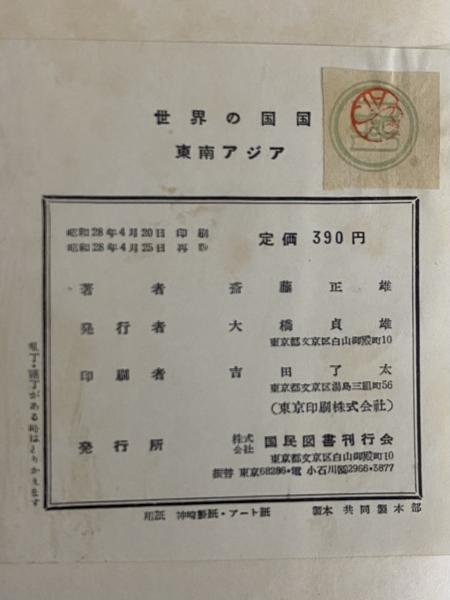 世界の国国
東南アジア
昭和28年4月20日 印刷
昭和28年4月25日 再
定価 390円
著者 斎藤正雄
発行者 大橋貞雄
東京都文京区白山御殿町10
印刷者 吉田了太
東京都文京区湯島三組町56
(東京印刷株式会社)
発行所 株式会社 国民図書刊行会
東京都文京区白山御殿町10
振替 東京68286・電 小石川(85)2966・3877
乱丁・落丁がある時はとりかえます
用紙 神崎製紙・アート紙
製本 共同製本部